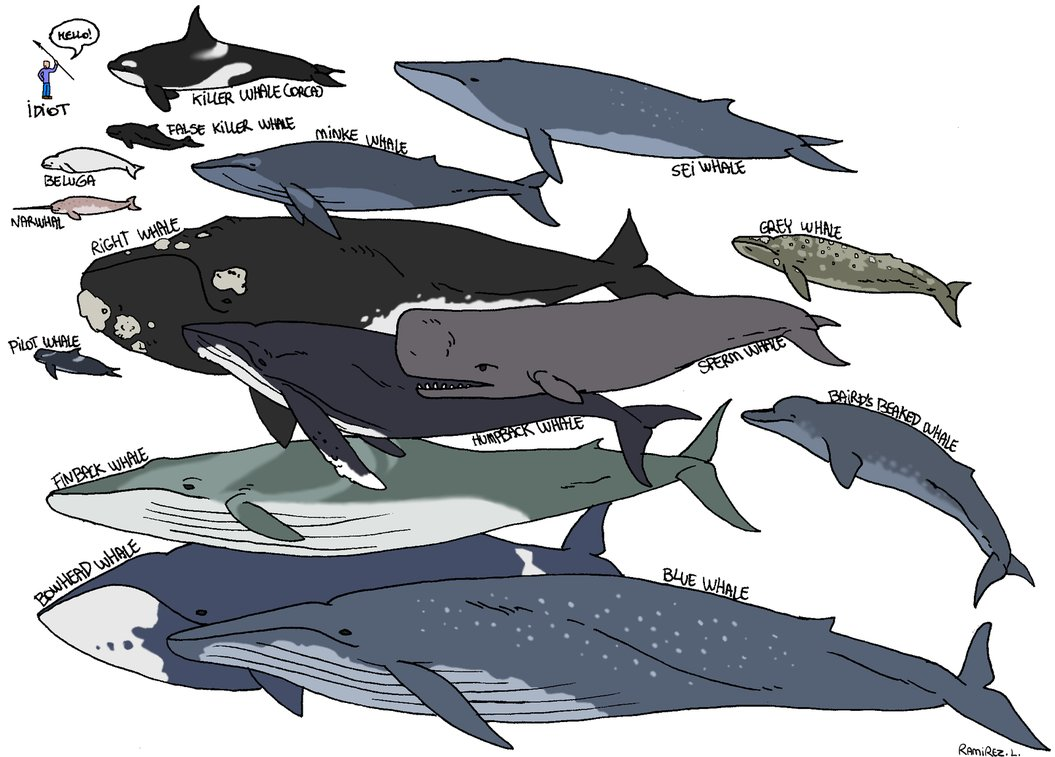 HELLO!
iDiOT
KiLLER WHALE (ORCA)
FALSE KiLLER WHALE
BELUGA
NARWHAL
MiNKE WHALE
SEi WHALE
RiGHT WHALE
GREY WHALE
PiLOT WHALE
SPERM WHALE
HUMPBACK WHALE
BAiRD'S BEAKED WHALE
FiNBACK WHALE
BOWHEAD WHALE
BLUE WHALE
RAMiREZ.L.